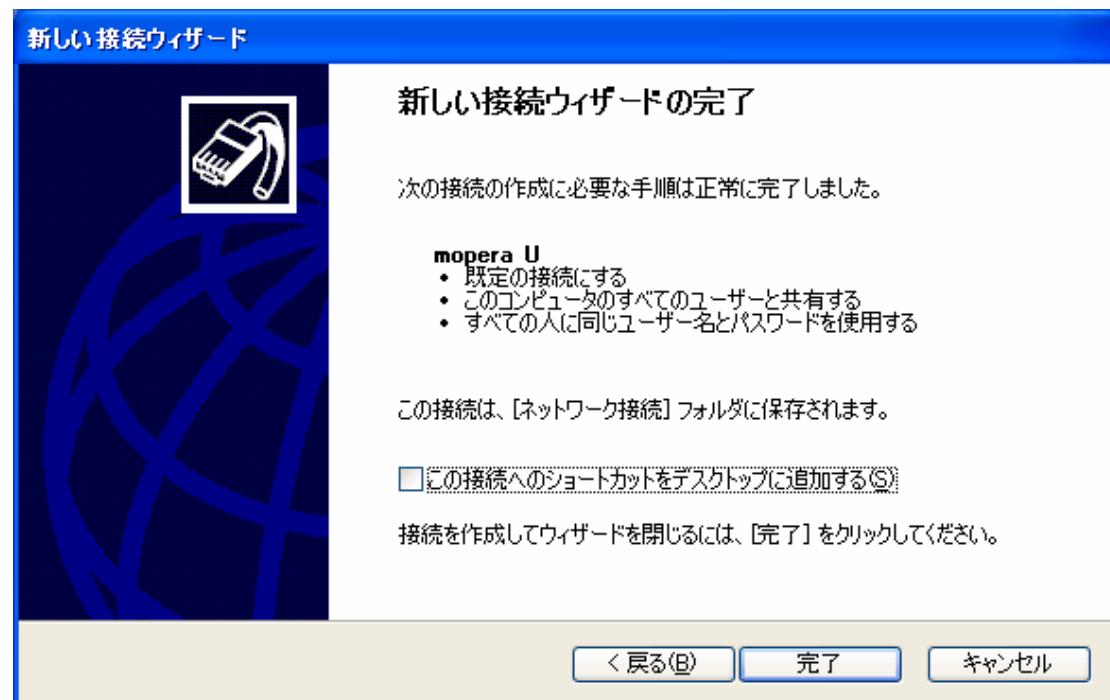 新しい接続ウィザード
新しい接続ウィザードの完了
次の接続の作成に必要な手順は正常に完了しました。
mopera U
• 既定の接続にする
• このコンピュータのすべてのユーザーと共有する
• すべての人に同じユーザー名とパスワードを使用する
この接続は、[ネットワーク接続] フォルダに保存されます。
この接続へのショートカットをデスクトップに追加する(S)
接続を作成してウィザードを閉じるには、[完了] をクリックしてください。
< 戻る(B) 完了 キャンセル